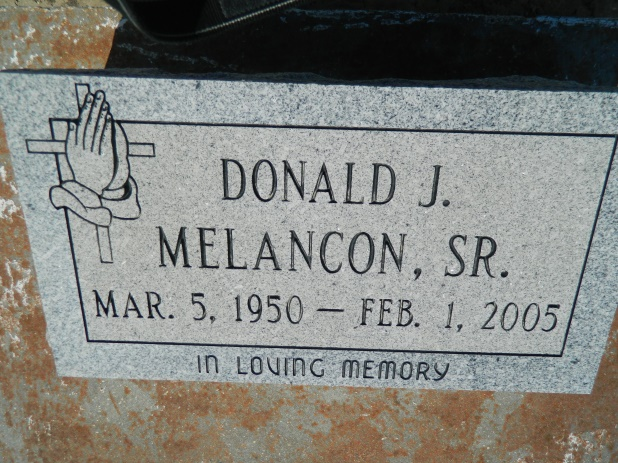 DONALD J.
MELANCON, SR.
MAR. 5, 1950 — FEB. 1, 2005
IN LOVING MEMORY